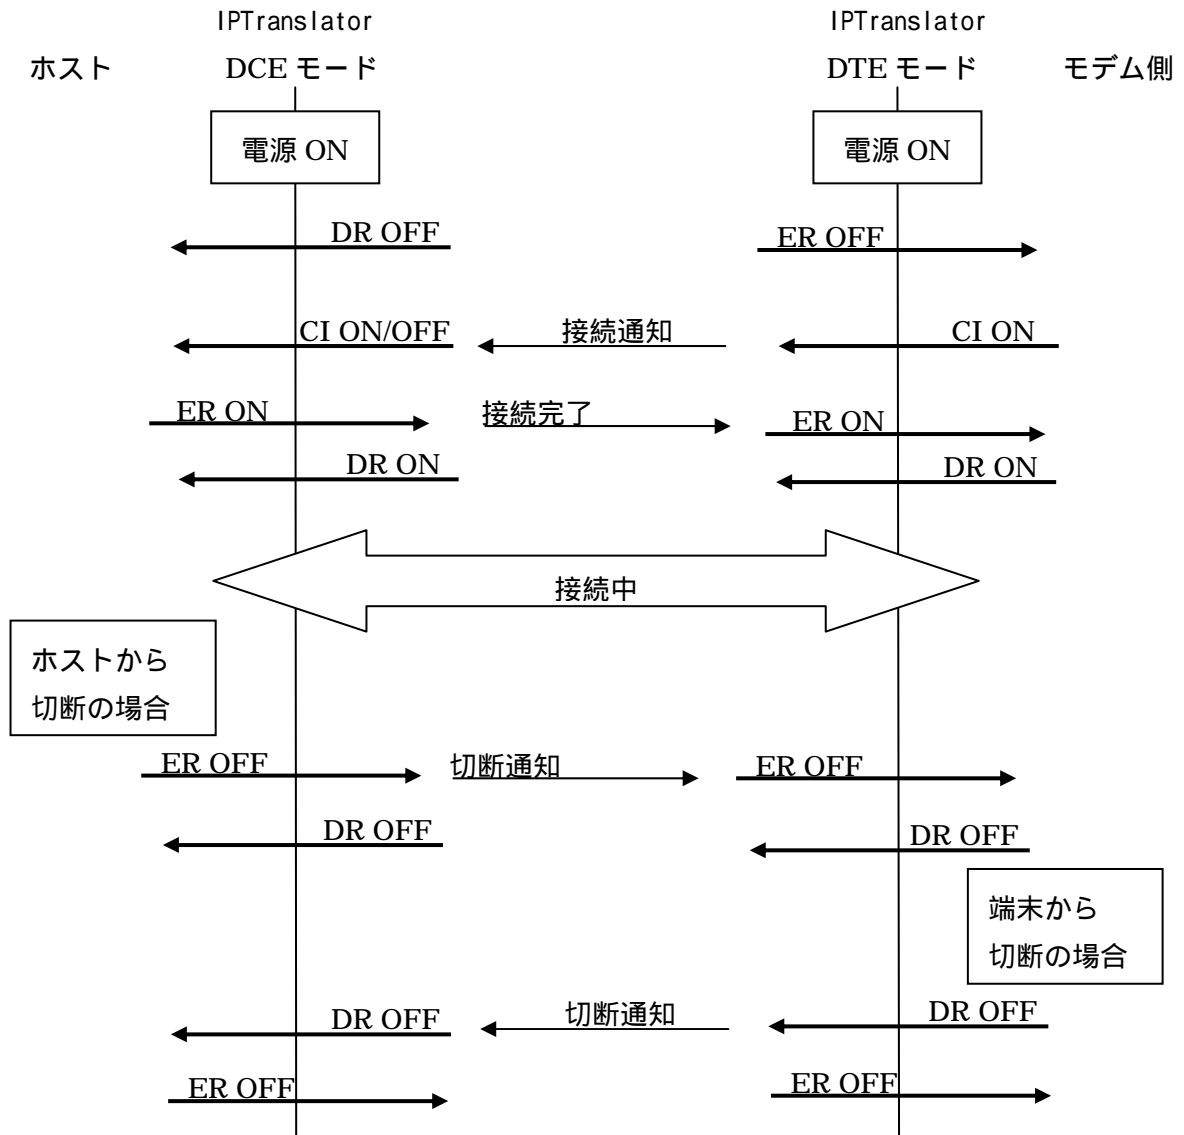 IPTranslator IPTranslator
ホスト DCE モード DTE モード モデム側
電源 ON 電源 ON
DR OFF ER OFF
CI ON/OFF 接続通知 CI ON
ER ON 接続完了 ER ON
DR ON DR ON
接続中
ホストから
切断の場合
ER OFF 切断通知 ER OFF
DR OFF DR OFF
端末から
切断の場合
DR OFF 切断通知 DR OFF
ER OFF ER OFF